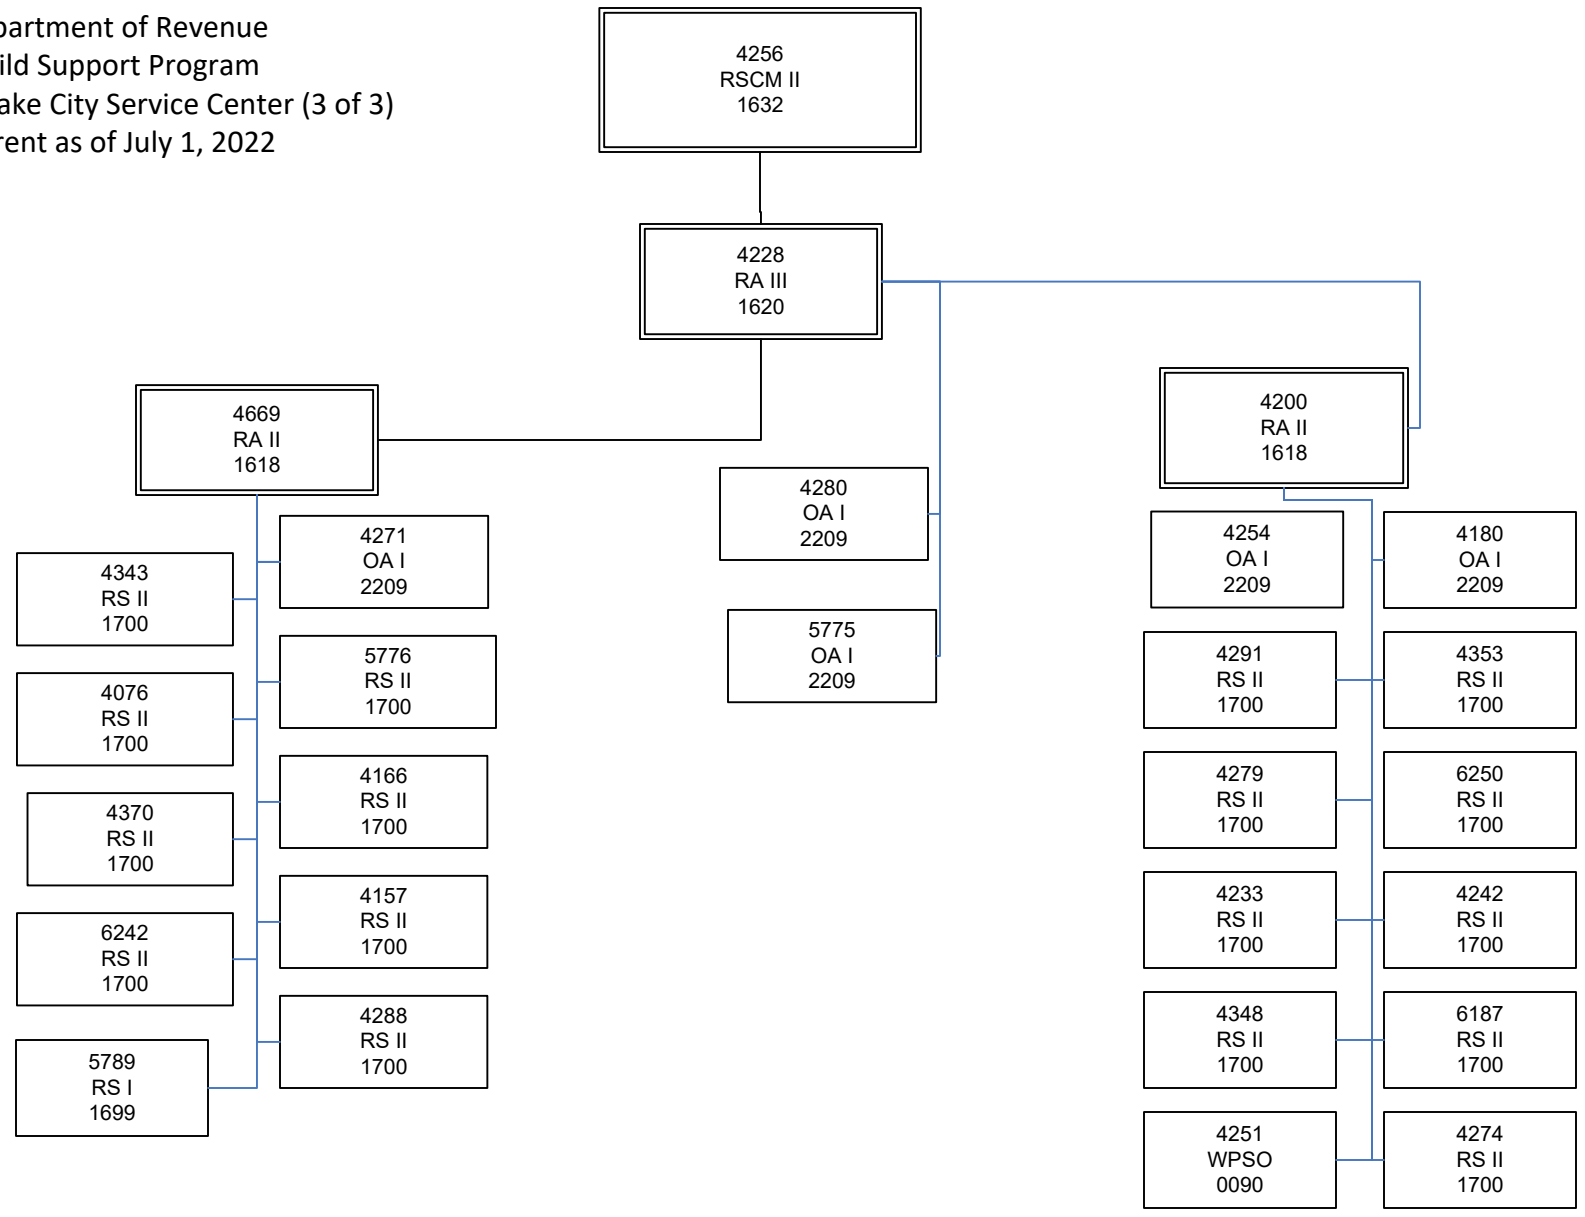 partment of Revenue
ild Support Program
ake City Service Center (3 of 3)
rent as of July 1, 2022
4256
RSCM II
1632
4228
RA III
1620
4669
RA II
1618
4200
RA II
1618
4280
OA I
2209
5775
OA I
2209
4271
OA I
2209
4343
RS II
1700
5776
RS II
1700
4076
RS II
1700
4166
RS II
1700
4370
RS II
1700
4157
RS II
1700
6242
RS II
1700
4288
RS II
1700
5789
RS I
1699
4254
OA I
2209
4180
OA I
2209
4291
RS II
1700
4353
RS II
1700
4279
RS II
1700
6250
RS II
1700
4233
RS II
1700
4242
RS II
1700
4348
RS II
1700
6187
RS II
1700
4251
WPSO
0090
4274
RS II
1700